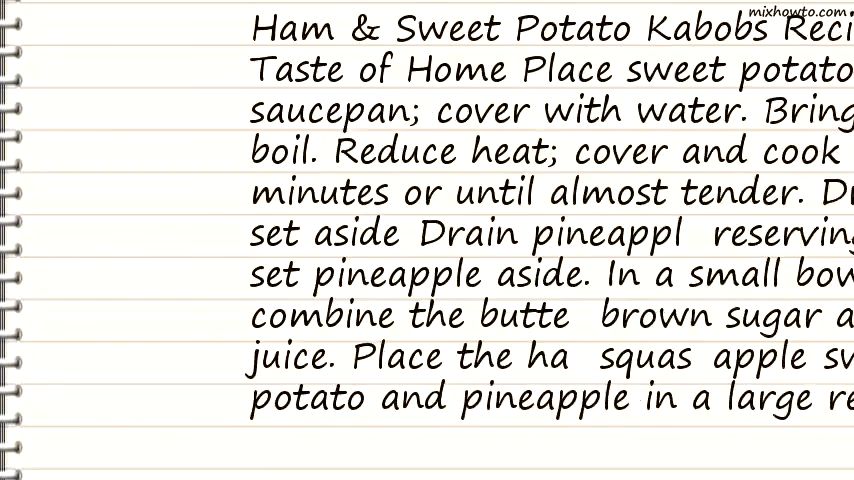 mixhowto.com
Ham & Sweet Potato Kabobs Reci
Taste of Home Place sweet potato
saucepan; cover with water. Bring
boil. Reduce heat; cover and cook
minutes or until almost tender. Dr
set aside Drain pineappl reserving
set pineapple aside. In a small bow
combine the butte brown sugar a
juice. Place the ha squas apple sw
potato and pineapple in a large re